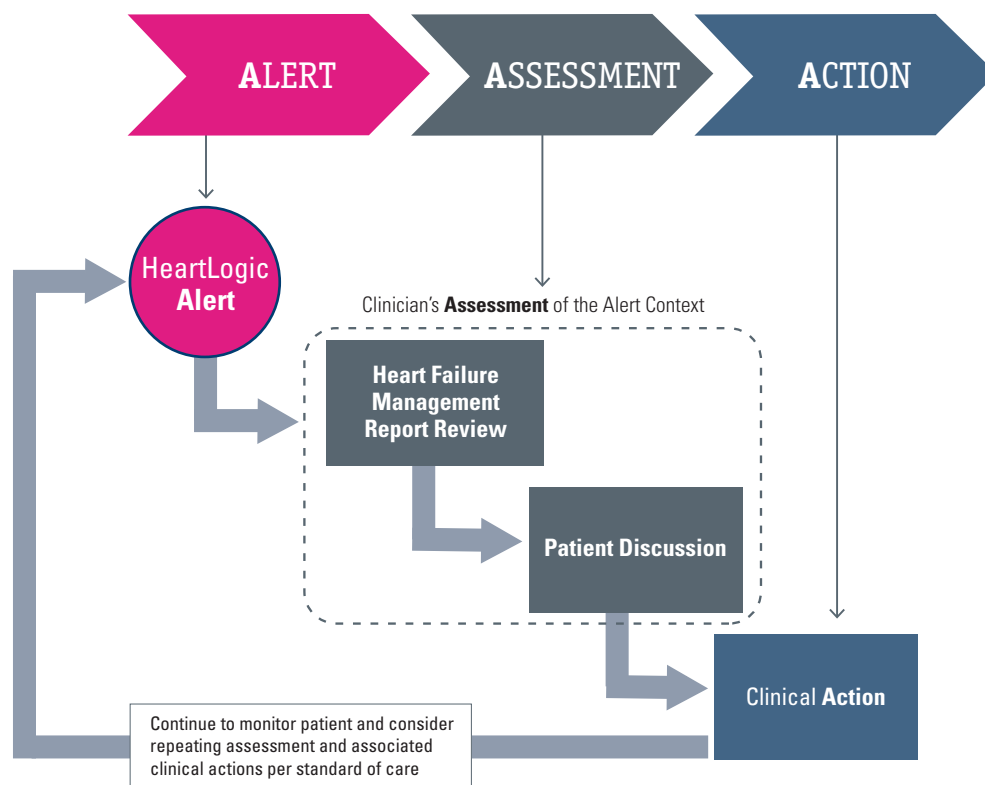 ALERT
ASSESSMENT
ACTION
HeartLogic
Alert
Clinician's Assessment of the Alert Context
Heart Failure
Management
Report Review
Patient Discussion
Clinical Action
Continue to monitor patient and consider
repeating assessment and associated
clinical actions per standard of care